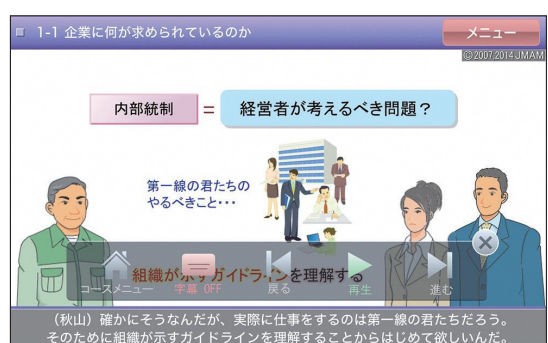 1-1 企業に何が求められているのか
メニュー
©2007,2014 JMAM
内部統制 = 経営者が考えるべき問題？
第一線の君たちの
やるべきこと・・・
組織が示すガイドラインを理解する
コースメニュー 字幕 OFF 戻る 再生 進む
（秋山）確かにそうなんだが、実際に仕事をするのは第一線の君たちだろう。
そのために組織が示すガイドラインを理解することからはじめて欲しいんだ。